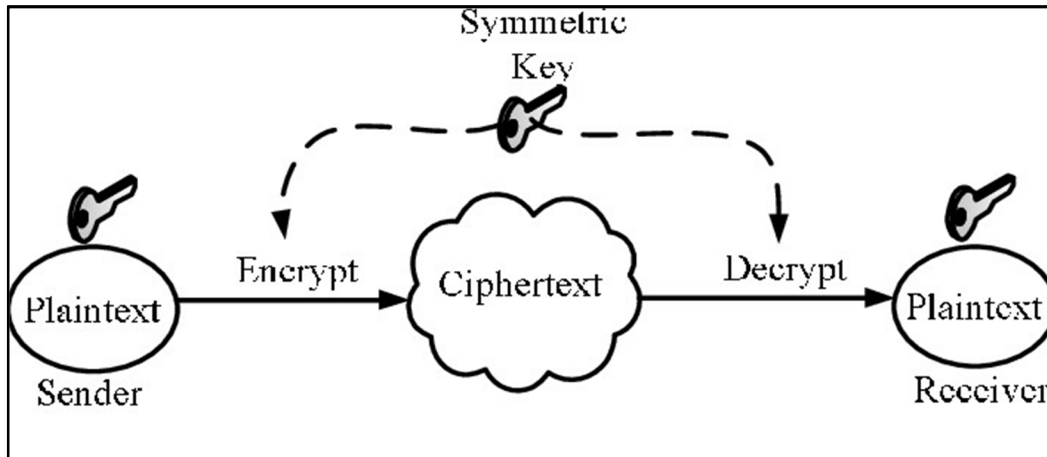 Symmetric
Key
Encrypt
Decrypt
Plaintext
Ciphertext
Plaintext
Sender
Receiver